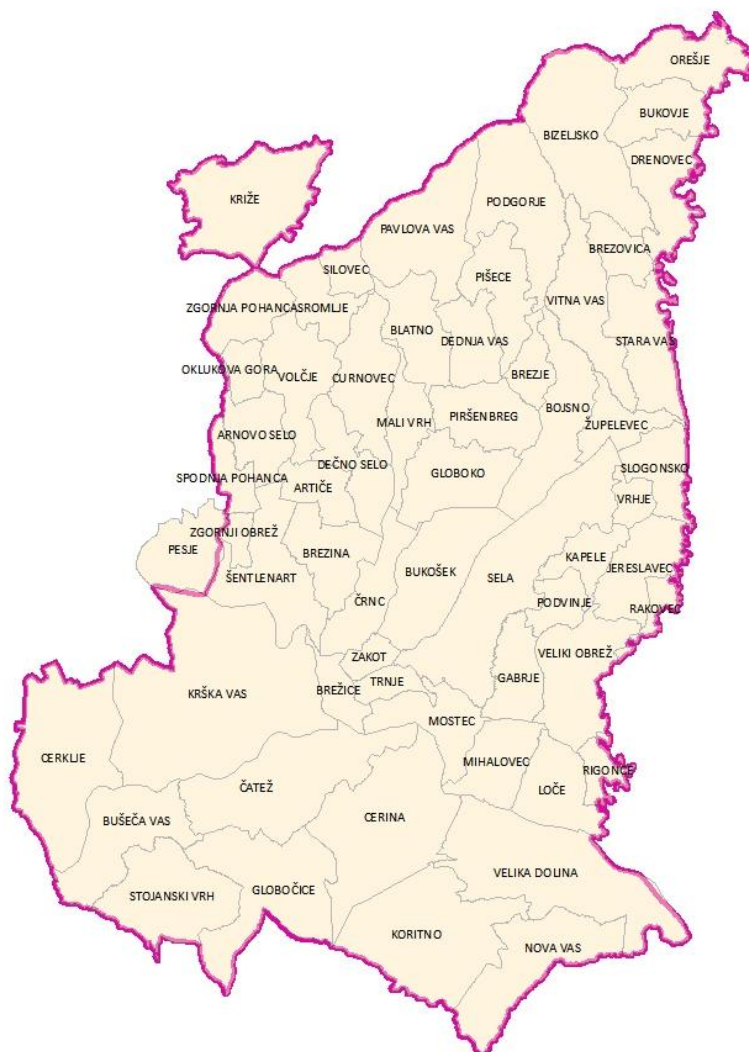 OREŠJE
BUKOVJE
BIZELJSKO
DRENOVEC
KRIŽE
PODGORJE
PAVLOVA VAS
BREZOVICA
SILOVEC
PIŠECE
ZGORNJA POHANCA
SROMLJE
VITNA VAS
BLATNO
DEDNJA VAS
STARA VAS
OKLUKOVA GORA
VOLČJE
CURNOVEC
BREZJE
BOJSNO
PIRŠENBREG
MALI VRH
ŽUPELEVEC
ARNOVO SELO
DEČNO SELO
SLOGONSKO
GLOBOKO
SPODNJA POHANCA
ARTIČE
VRHJE
ZGORNJI OBREŽ
PESJE
BREZINA
KAPELE
JERESLAVEC
BUKOŠEK
SELA
ŠENTLENART
ČRNC
PODVINJE
RAKOVEC
ZAKOT
VELIKI OBREŽ
TRNJE
GABRJE
KRŠKA VAS
BREŽICE
MOSTEC
CERKLJE
MIHALOVEC
RIGONCE
ČATEŽ
LOČE
BUŠEČA VAS
CERINA
VELIKA DOLINA
GLOBOČICE
STOJANSKI VRH
KORITNO
NOVA VAS